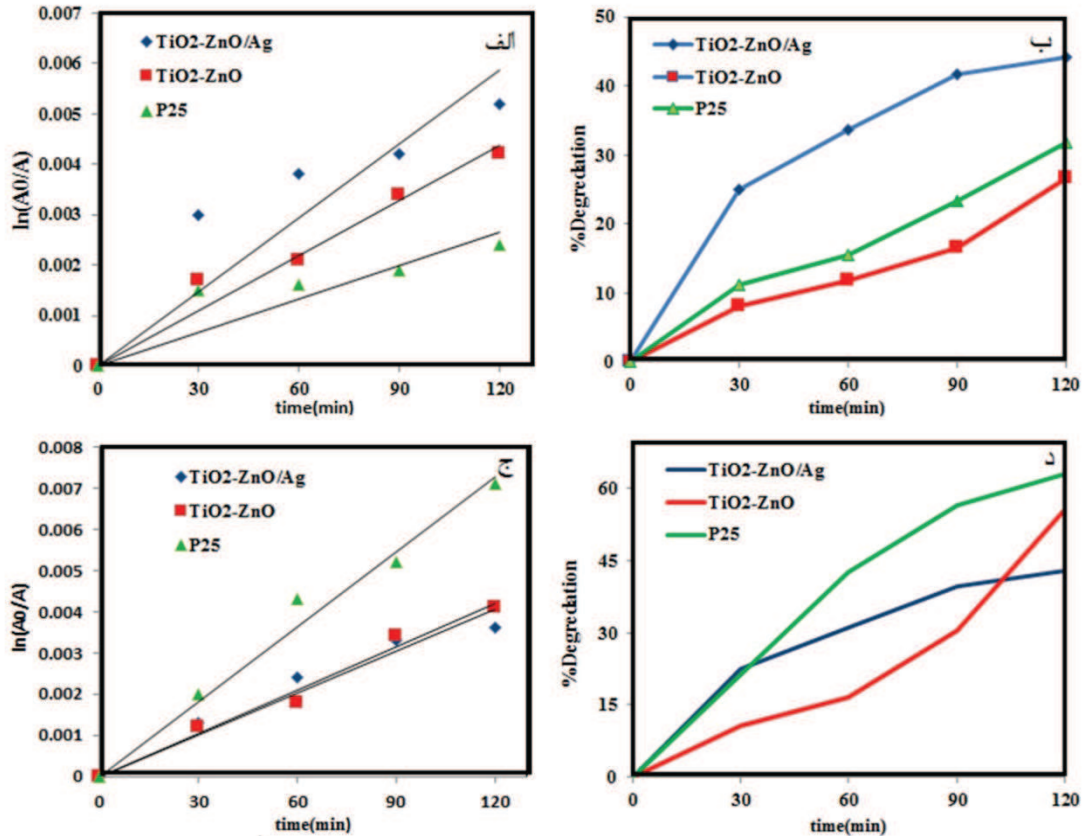 الف
TiO2-ZnO/Ag
TiO2-ZnO
P25
ln(A0/A)
0.007
0.006
0.005
0.004
0.003
0.002
0.001
0
0 30 60 90 120
time(min)
ب
TiO2-ZnO/Ag
TiO2-ZnO
P25
%Degredation
50
40
30
20
10
0
0 30 60 90 120
time(min)
ج
TiO2-ZnO/Ag
TiO2-ZnO
P25
ln(A0/A)
0.008
0.007
0.006
0.005
0.004
0.003
0.002
0.001
0
0 30 60 90 120
time(min)
د
TiO2-ZnO/Ag
TiO2-ZnO
P25
%Degredation
60
45
30
15
0
0 30 60 90 120
time(min)